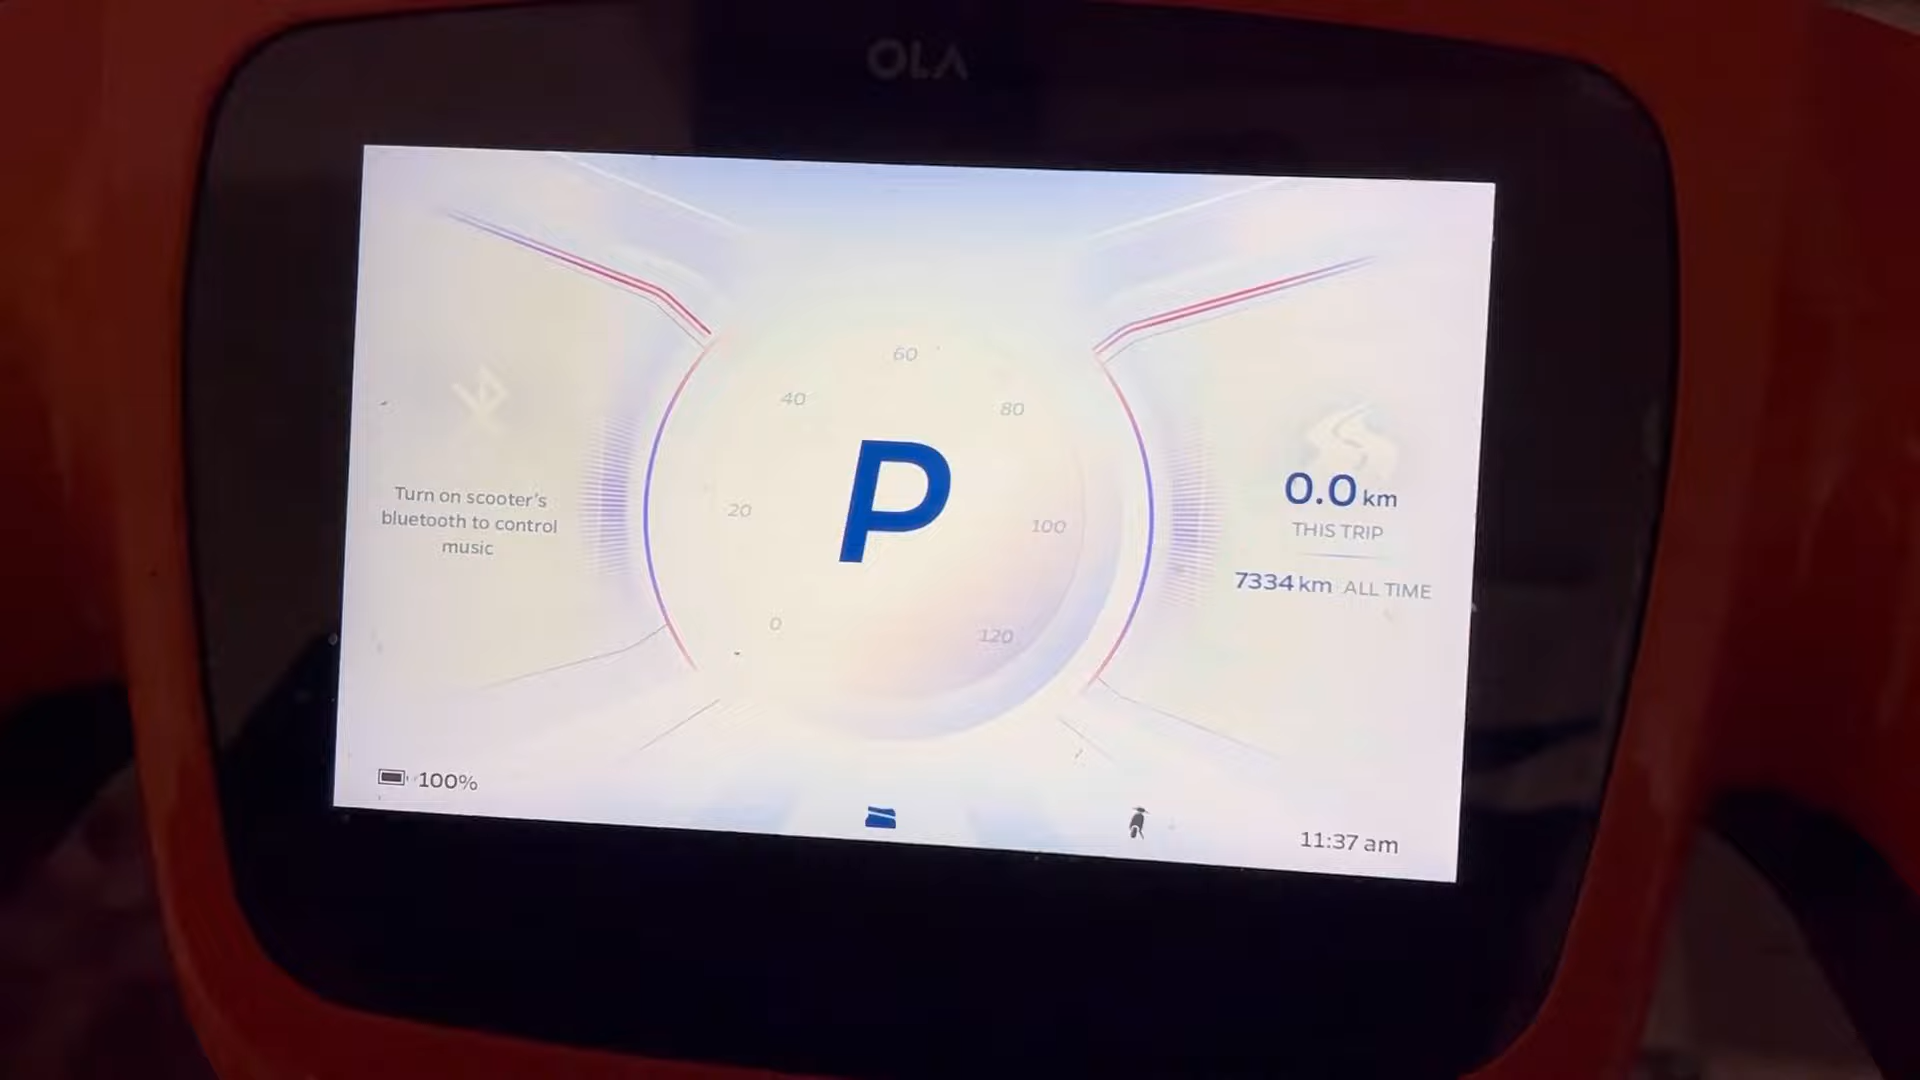 OLA
60
40
80
P
20
100
0
120
Turn on scooter's
bluetooth to control
music
0.0 km
THIS TRIP
7334 km ALL TIME
100%
11:37 am